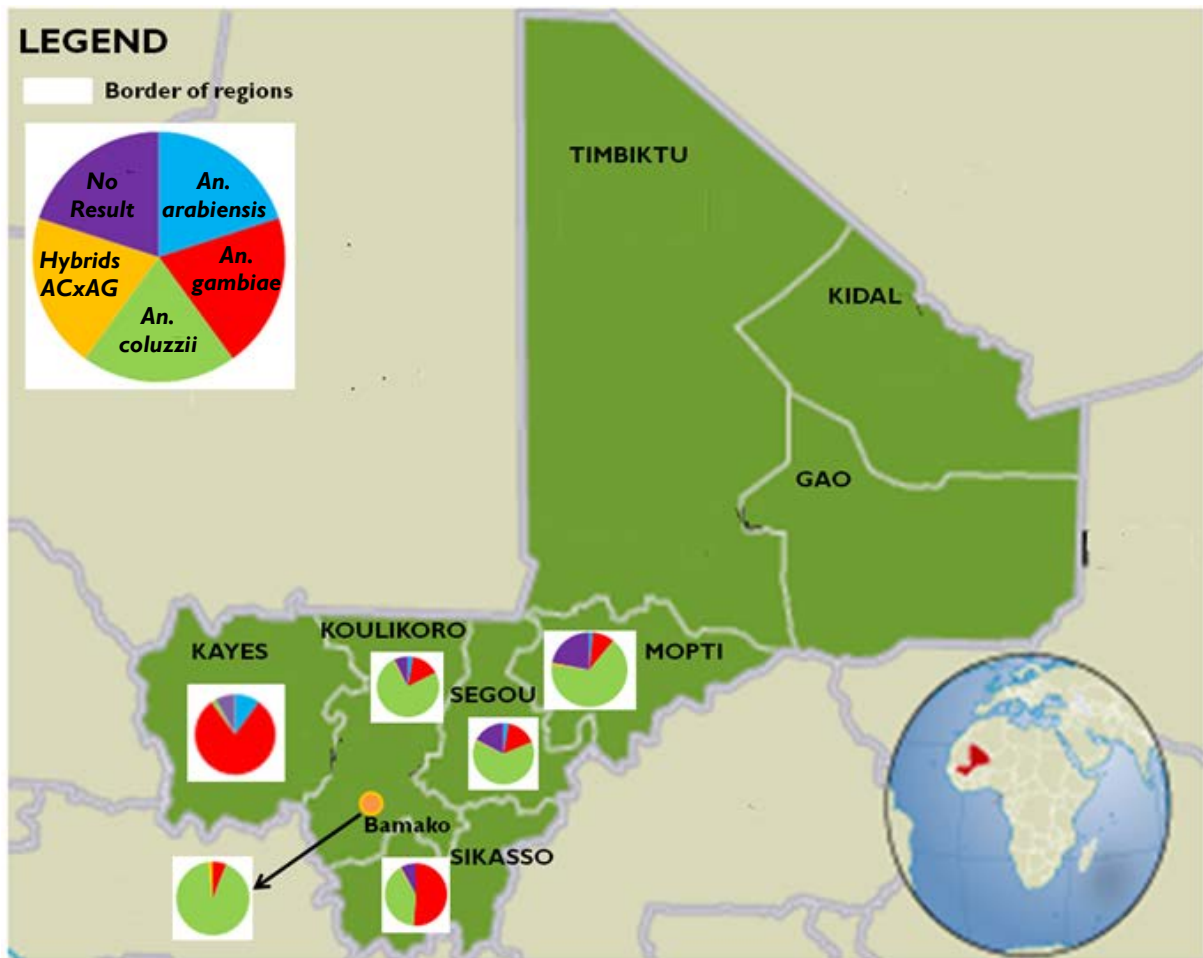 LEGEND
Border of regions
No
Result
An.
arabiensis
Hybrids
ACxAG
An.
gambiae
An.
coluzzii
TIMBIKTU
KIDAL
GAO
KOULIKORO
KAYES
MOPTI
SEGOU
Bamako
SIKASSO